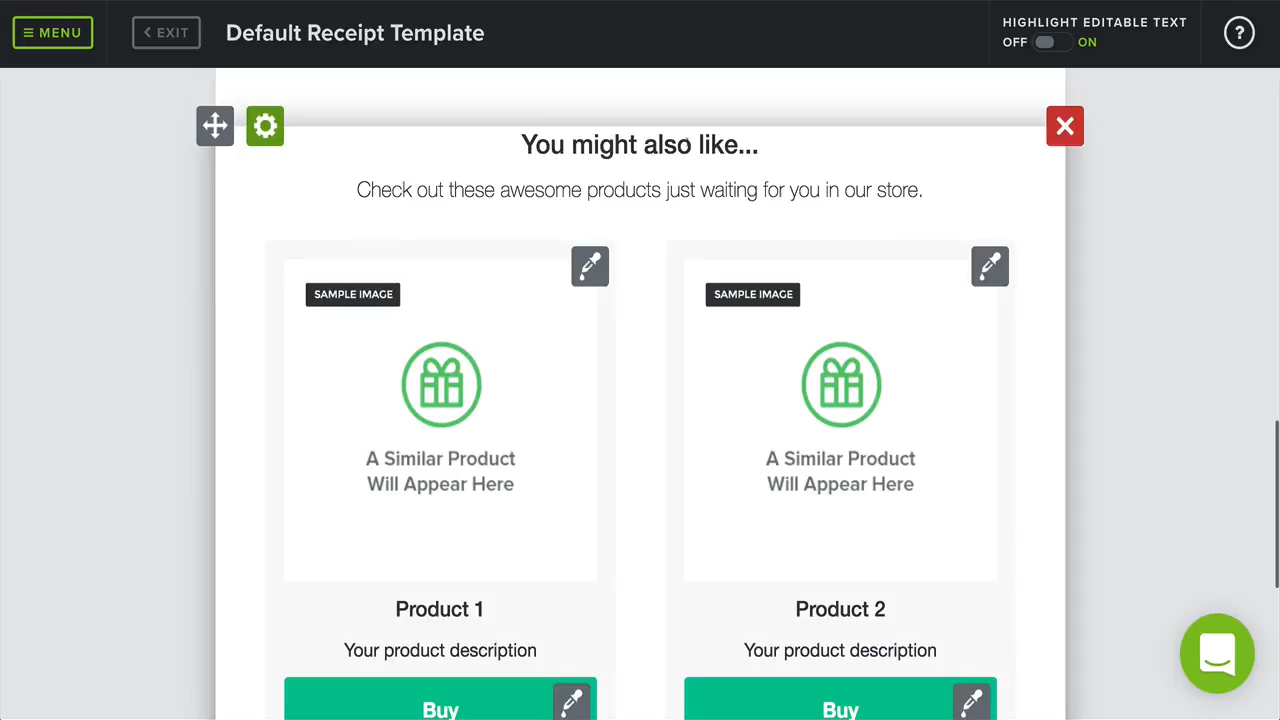 MENU
EXIT
Default Receipt Template
HIGHLIGHT EDITABLE TEXT
OFF ON
?
You might also like...
Check out these awesome products just waiting for you in our store.
SAMPLE IMAGE
A Similar Product
Will Appear Here
Product 1
Your product description
Buy
SAMPLE IMAGE
A Similar Product
Will Appear Here
Product 2
Your product description
Buy